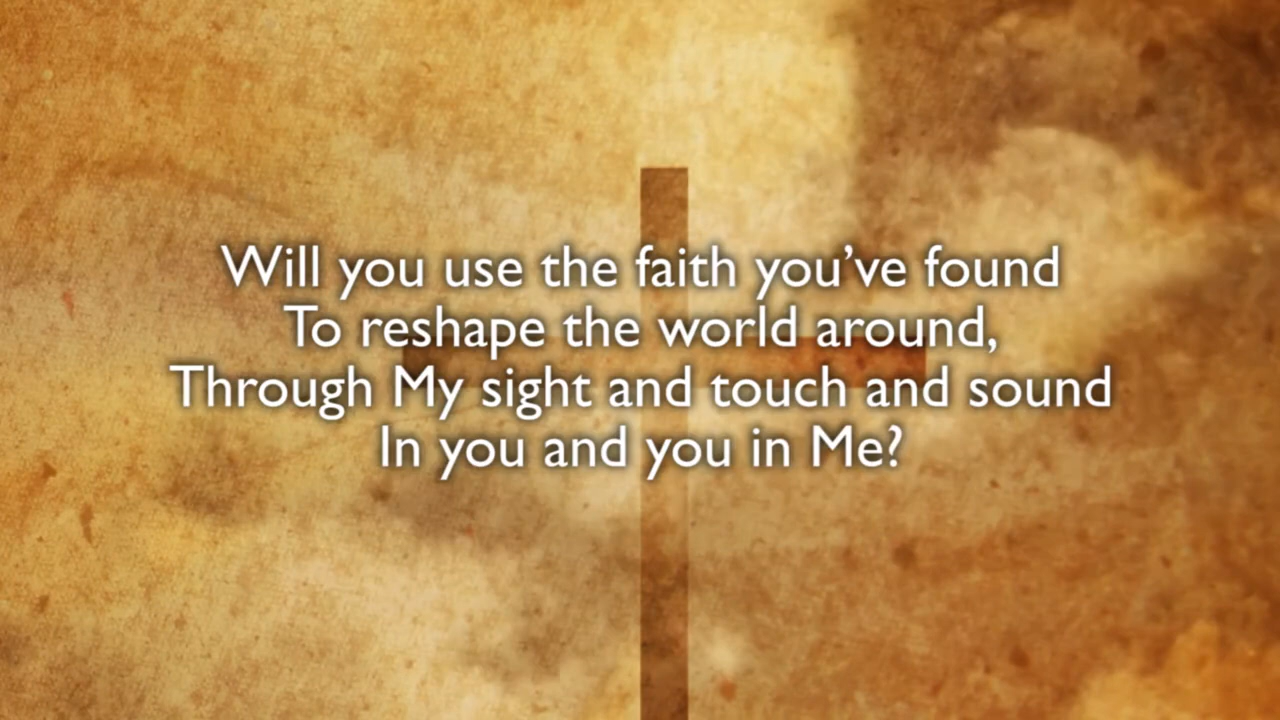 Will you use the faith you’ve found
To reshape the world around,
Through My sight and touch and sound
In you and you in Me?